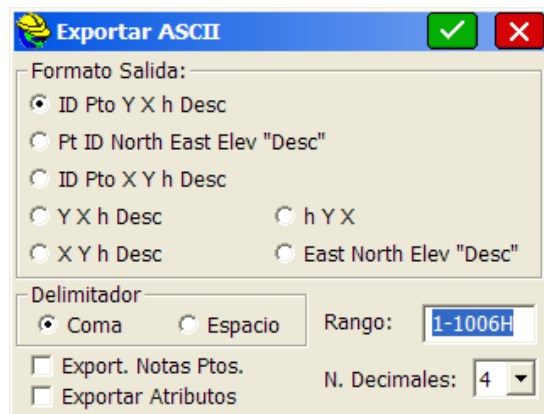 Exportar ASCII
Formato Salida:
ID Pto Y X h Desc
Pt ID North East Elev "Desc"
ID Pto X Y h Desc
Y X h Desc h Y X
X Y h Desc East North Elev "Desc"
Delimitador
Coma Espacio Rango: 1-1006H
Export. Notas Ptos.
Exportar Atributos N. Decimales: 4